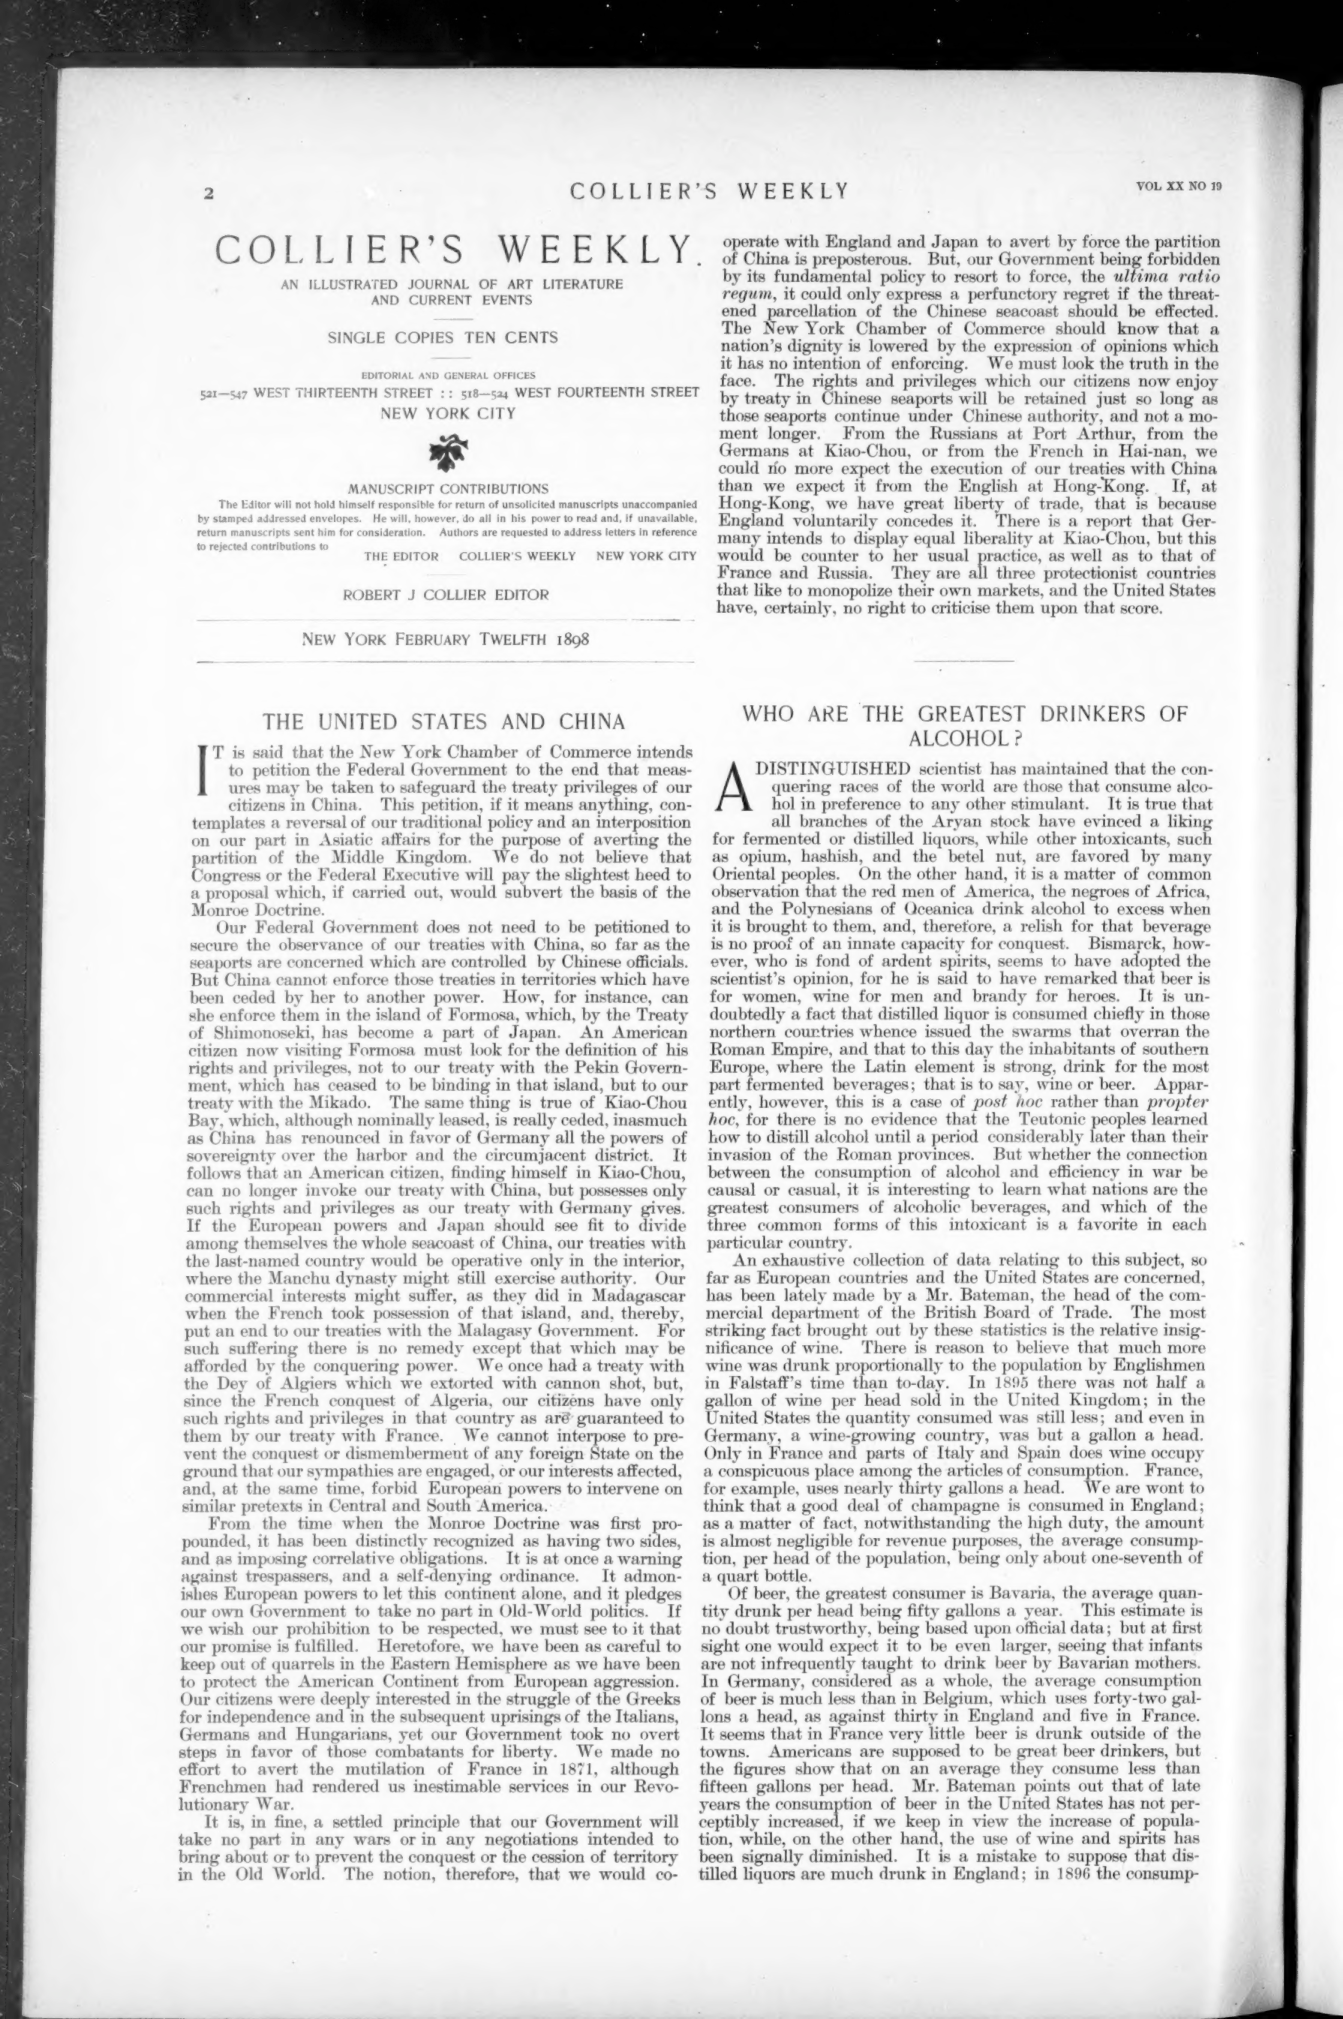 2
COLLIER'S WEEKLY
VOL XX NO 19
COLLIER'S WEEKLY.
AN ILLUSTRATED JOURNAL OF ART LITERATURE
AND CURRENT EVENTS
SINGLE COPIES TEN CENTS
EDITORIAL AND GENERAL OFFICES
521—547 WEST THIRTEENTH STREET :: 518—524 WEST FOURTEENTH STREET
NEW YORK CITY
MANUSCRIPT CONTRIBUTIONS
The Editor will not hold himself responsible for return of unsolicited manuscripts unaccompanied
by stamped addressed envelopes. He will, however, do all in his power to read and, if unavailable,
return manuscripts sent him for consideration. Authors are requested to address letters in reference
to rejected contributions to
THE EDITOR COLLIER'S WEEKLY NEW YORK CITY
ROBERT J COLLIER EDITOR
NEW YORK FEBRUARY TWELFTH 1898
THE UNITED STATES AND CHINA
IT is said that the New York Chamber of Commerce intends
to petition the Federal Government to the end that meas-
ures may be taken to safeguard the treaty privileges of our
citizens in China. This petition, if it means anything, con-
templates a reversal of our traditional policy and an interposition
on our part in Asiatic affairs for the purpose of averting the
partition of the Middle Kingdom. We do not believe that
Congress or the Federal Executive will pay the slightest heed to
a proposal which, if carried out, would subvert the basis of the
Monroe Doctrine.
Our Federal Government does not need to be petitioned to
secure the observance of our treaties with China, so far as the
seaports are concerned which are controlled by Chinese officials.
But China cannot enforce those treaties in territories which have
been ceded by her to another power. How, for instance, can
she enforce them in the island of Formosa, which, by the Treaty
of Shimonoseki, has become a part of Japan. An American
citizen now visiting Formosa must look for the definition of his
rights and privileges, not to our treaty with the Pekin Govern-
ment, which has ceased to be binding in that island, but to our
treaty with the Mikado. The same thing is true of Kiao-Chou
Bay, which, although nominally leased, is really ceded, inasmuch
as China has renounced in favor of Germany all the powers of
sovereignty over the harbor and the circumjacent district. It
follows that an American citizen, finding himself in Kiao-Chou,
can no longer invoke our treaty with China, but possesses only
such rights and privileges as our treaty with Germany gives.
If the European powers and Japan should see fit to divide
among themselves the whole seacoast of China, our treaties with
the last-named country would be operative only in the interior,
where the Manchu dynasty might still exercise authority. Our
commercial interests might suffer, as they did in Madagascar
when the French took possession of that island, and, thereby,
put an end to our treaties with the Malagasy Government. For
such suffering there is no remedy except that which may be
afforded by the conquering power. We once had a treaty with
the Dey of Algiers which we extorted with cannon shot, but,
since the French conquest of Algeria, our citizens have only
such rights and privileges in that country as are guaranteed to
them by our treaty with France. We cannot interpose to pre-
vent the conquest or dismemberment of any foreign State on the
ground that our sympathies are engaged, or our interests affected,
and, at the same time, forbid European powers to intervene on
similar pretexts in Central and South America.
From the time when the Monroe Doctrine was first pro-
pounded, it has been distinctly recognized as having two sides,
and as imposing correlative obligations. It is at once a warning
against trespassers, and a self-denying ordinance. It admon-
ishes European powers to let this continent alone, and it pledges
our own Government to take no part in Old-World politics. If
we wish our prohibition to be respected, we must see to it that
our promise is fulfilled. Heretofore, we have been as careful to
keep out of quarrels in the Eastern Hemisphere as we have been
to protect the American Continent from European aggression.
Our citizens were deeply interested in the struggle of the Greeks
for independence and in the subsequent uprisings of the Italians,
Germans and Hungarians, yet our Government took no overt
steps in favor of those combatants for liberty. We made no
effort to avert the mutilation of France in 1871, although
Frenchmen had rendered us inestimable services in our Revo-
lutionary War.
It is, in fine, a settled principle that our Government will
take no part in any wars or in any negotiations intended to
bring about or to prevent the conquest or the cession of territory
in the Old World. The notion, therefore, that we would co-
operate with England and Japan to avert by force the partition
of China is preposterous. But, our Government being forbidden
by its fundamental policy to resort to force, the ultima ratio
regum, it could only express a perfunctory regret if the threat-
ened parcellation of the Chinese seacoast should be effected.
The New York Chamber of Commerce should know that a
nation's dignity is lowered by the expression of opinions which
it has no intention of enforcing. We must look the truth in the
face. The rights and privileges which our citizens now enjoy
by treaty in Chinese seaports will be retained just so long as
those seaports continue under Chinese authority, and not a mo-
ment longer. From the Russians at Port Arthur, from the
Germans at Kiao-Chou, or from the French in Hai-nan, we
could no more expect the execution of our treaties with China
than we expect it from the English at Hong-Kong. If, at
Hong-Kong, we have great liberty of trade, that is because
England voluntarily concedes it. There is a report that Ger-
many intends to display equal liberality at Kiao-Chou, but this
would be counter to her usual practice, as well as to that of
France and Russia. They are all three protectionist countries
that like to monopolize their own markets, and the United States
have, certainly, no right to criticise them upon that score.
WHO ARE THE GREATEST DRINKERS OF
ALCOHOL?
A DISTINGUISHED scientist has maintained that the con-
quering races of the world are those that consume alco-
hol in preference to any other stimulant. It is true that
all branches of the Aryan stock have evinced a liking
for fermented or distilled liquors, while other intoxicants, such
as opium, hashish, and the betel nut, are favored by many
Oriental peoples. On the other hand, it is a matter of common
observation that the red men of America, the negroes of Africa,
and the Polynesians of Oceanica drink alcohol to excess when
it is brought to them, and, therefore, a relish for that beverage
is no proof of an innate capacity for conquest. Bismarck, how-
ever, who is fond of ardent spirits, seems to have adopted the
scientist's opinion, for he is said to have remarked that beer is
for women, wine for men and brandy for heroes. It is un-
doubtedly a fact that distilled liquor is consumed chiefly in those
northern countries whence issued the swarms that overran the
Roman Empire, and that to this day the inhabitants of southern
Europe, where the Latin element is strong, drink for the most
part fermented beverages; that is to say, wine or beer. Appar-
ently, however, this is a case of post hoc rather than propter
hoc, for there is no evidence that the Teutonic peoples learned
how to distill alcohol until a period considerably later than their
invasion of the Roman provinces. But whether the connection
between the consumption of alcohol and efficiency in war be
causal or casual, it is interesting to learn what nations are the
greatest consumers of alcoholic beverages, and which of the
three common forms of this intoxicant is a favorite in each
particular country.
An exhaustive collection of data relating to this subject, so
far as European countries and the United States are concerned,
has been lately made by a Mr. Bateman, the head of the com-
mercial department of the British Board of Trade. The most
striking fact brought out by these statistics is the relative insig-
nificance of wine. There is reason to believe that much more
wine was drunk proportionally to the population by Englishmen
in Falstaff's time than to-day. In 1895 there was not half a
gallon of wine per head sold in the United Kingdom; in the
United States the quantity consumed was still less; and even in
Germany, a wine-growing country, was but a gallon a head.
Only in France and parts of Italy and Spain does wine occupy
a conspicuous place among the articles of consumption. France,
for example, uses nearly thirty gallons a head. We are wont to
think that a good deal of champagne is consumed in England;
as a matter of fact, notwithstanding the high duty, the amount
is almost negligible for revenue purposes, the average consump-
tion, per head of the population, being only about one-seventh of
a quart bottle.
Of beer, the greatest consumer is Bavaria, the average quan-
tity drunk per head being fifty gallons a year. This estimate is
no doubt trustworthy, being based upon official data; but at first
sight one would expect it to be even larger, seeing that infants
are not infrequently taught to drink beer by Bavarian mothers.
In Germany, considered as a whole, the average consumption
of beer is much less than in Belgium, which uses forty-two gal-
lons a head, as against thirty in England and five in France.
It seems that in France very little beer is drunk outside of the
towns. Americans are supposed to be great beer drinkers, but
the figures show that on an average they consume less than
fifteen gallons per head. Mr. Bateman points out that of late
years the consumption of beer in the United States has not per-
ceptibly increased, if we keep in view the increase of popula-
tion, while, on the other hand, the use of wine and spirits has
been signally diminished. It is a mistake to suppose that dis-
tilled liquors are much drunk in England; in 1896 the consump-